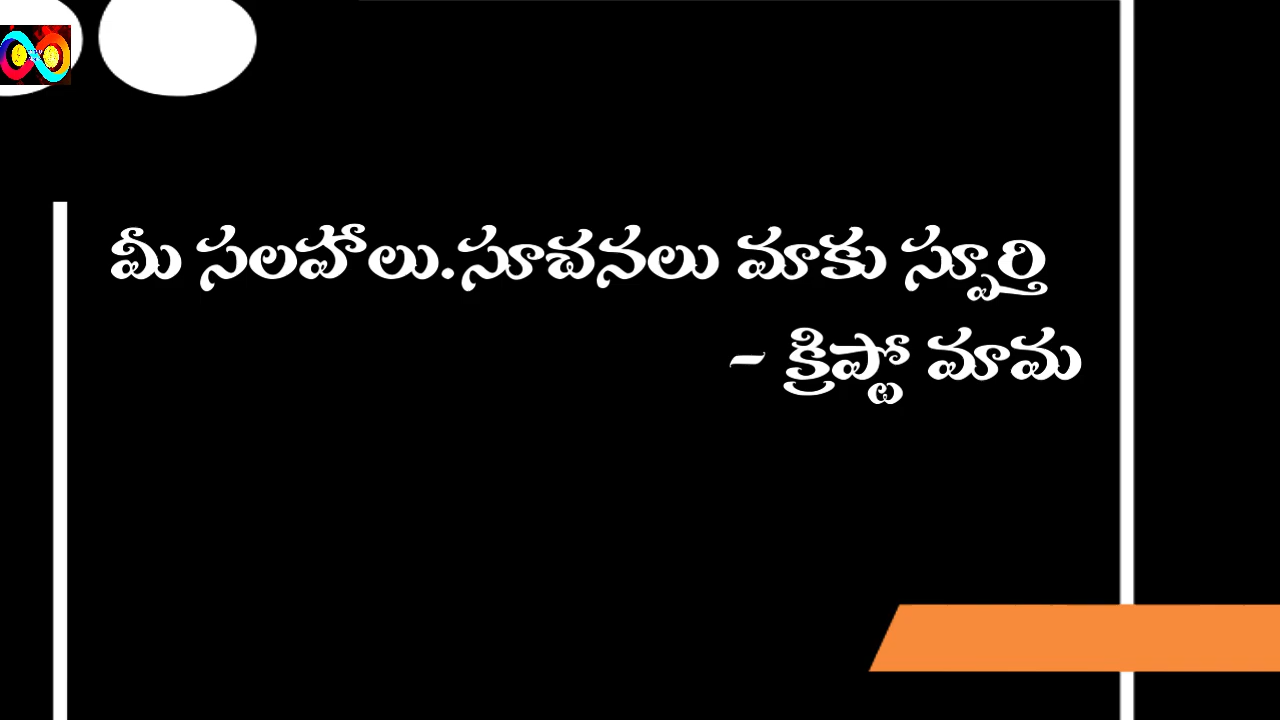 మీ సలహాలు.సూచనలు మాకు స్పూర్తి
- క్రిప్టో మామ